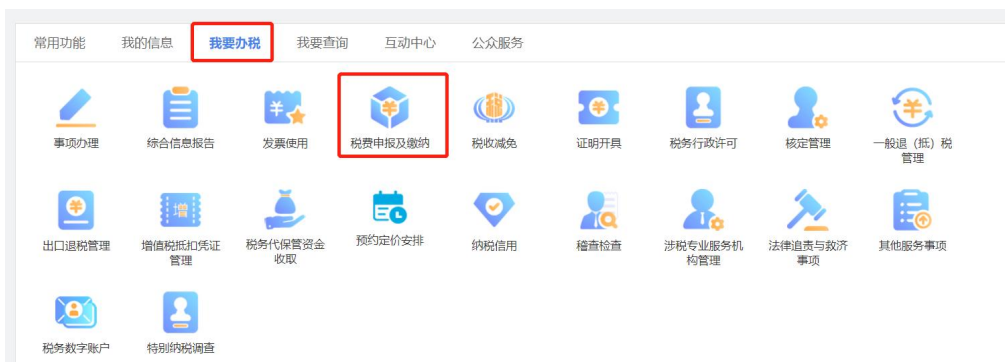 常用功能 我的信息 我要办税 我要查询 互动中心 公众服务
事项办理 综合信息报告 发票使用 税费申报及缴纳 税收减免 证明开具 税务行政许可 核定管理 一般退（抵）税
管理
出口退税管理 增值税抵扣凭证 税务代保管资金 预约定价安排 纳税信用 稽查检查 涉税专业服务机 法律追责与救济 其他服务事项
管理 收取 构管理 事项
税务数字账户 特别纳税调查